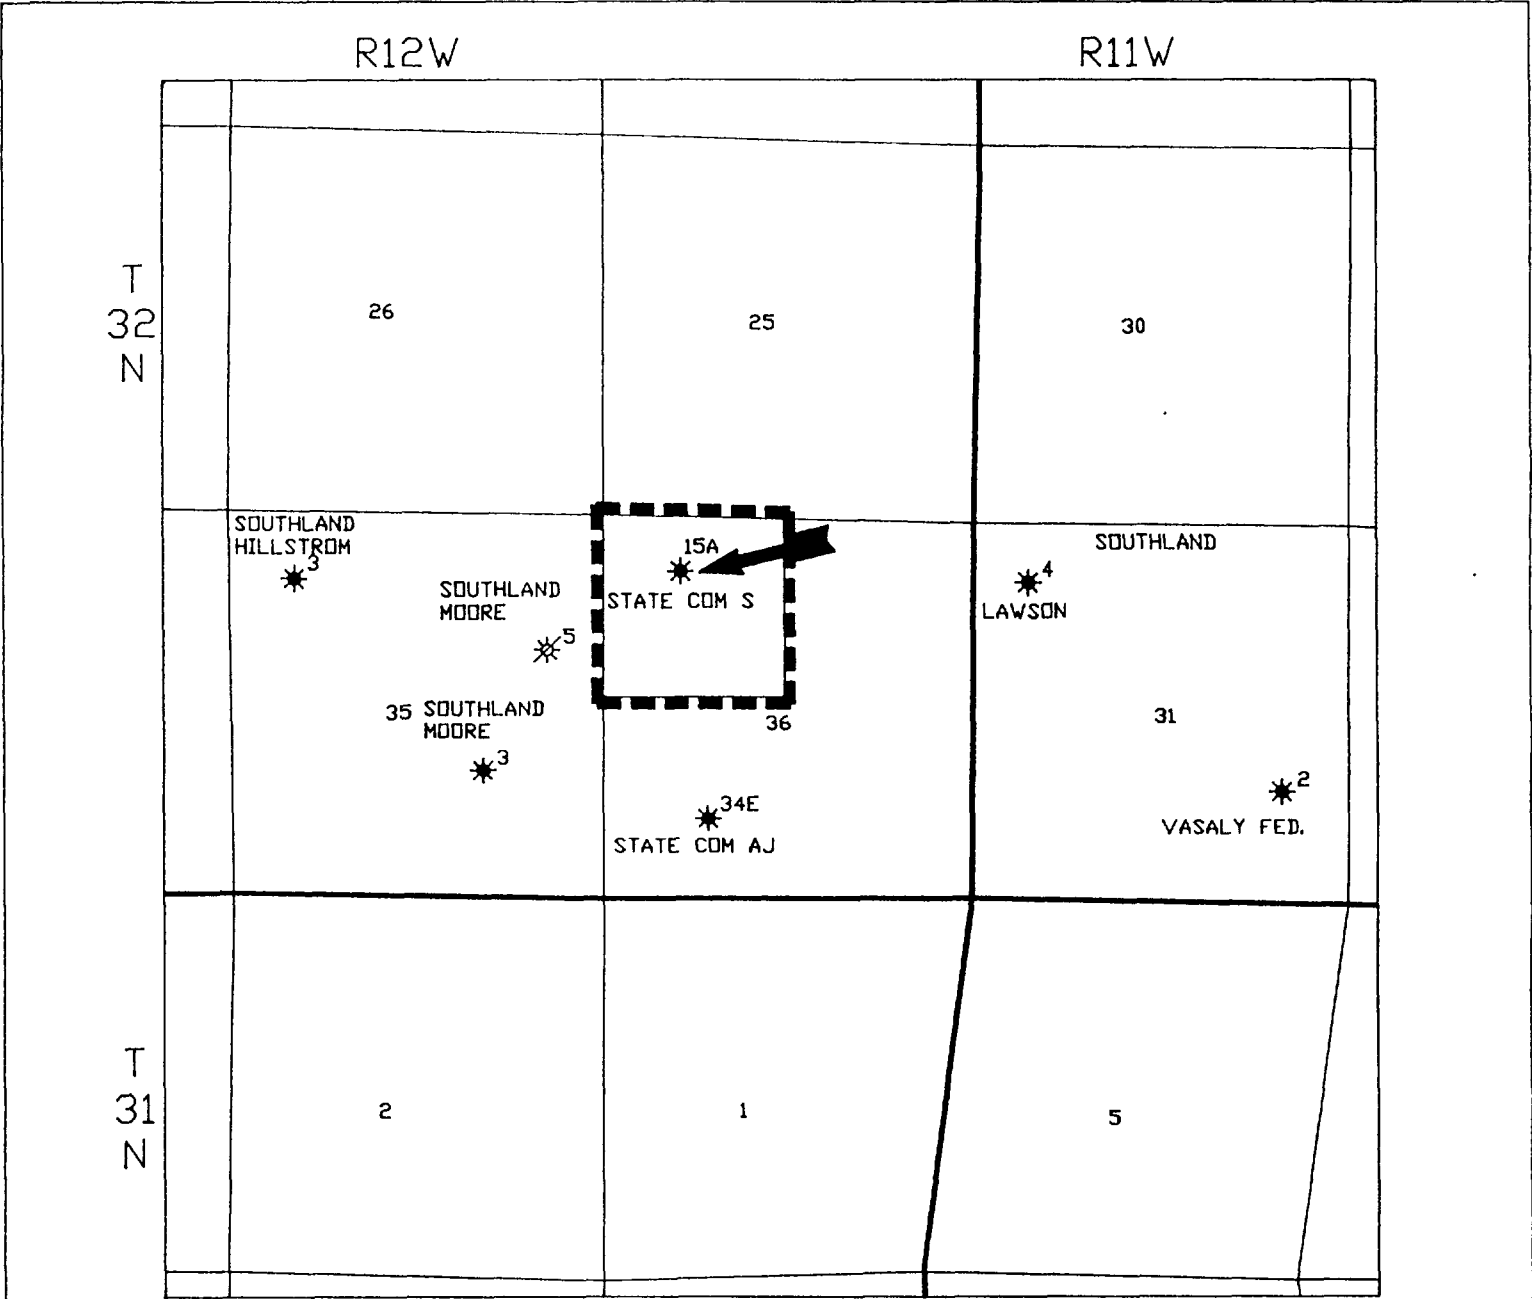 R12W
R11W
T
32
N
26
25
30
SOUTHLAND
HILLSTROM
3
15A
STATE COM S
SOUTHLAND
MOORE
5
SOUTHLAND
4
LAWSON
35 SOUTHLAND
MOORE
3
36
31
34E
STATE COM AJ
2
VASALY FED.
T
31
N
2
1
5